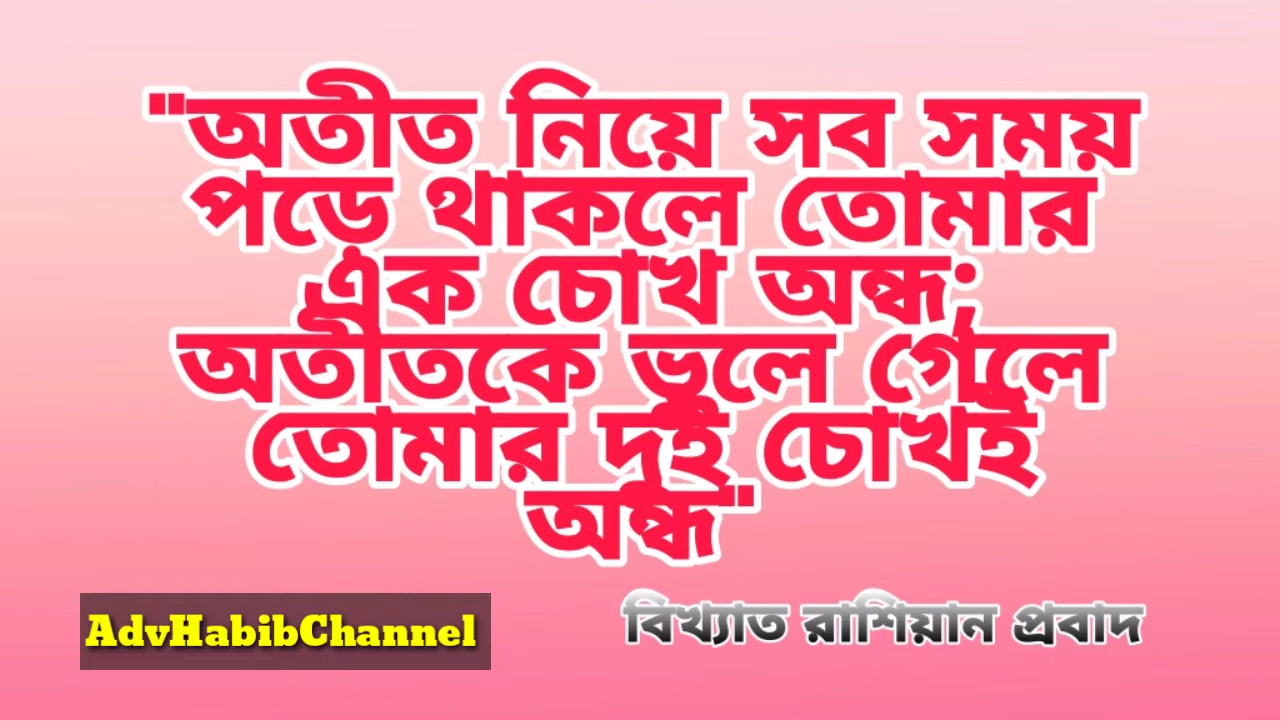 "অতীত নিয়ে সব সময়
পড়ে থাকলে তোমার
এক চোখ অন্ধ;
অতীতকে ভুলে গেলে
তোমার দুই চোখই
অন্ধ"
বিখ্যাত রাশিয়ান প্রবাদ
AdvHabibChannel